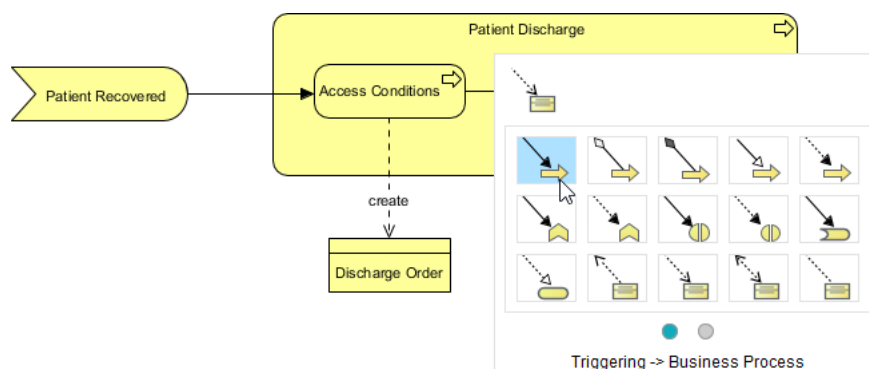 Patient Discharge
Patient Recovered
Access Conditions
create
Discharge Order
Triggering -> Business Process